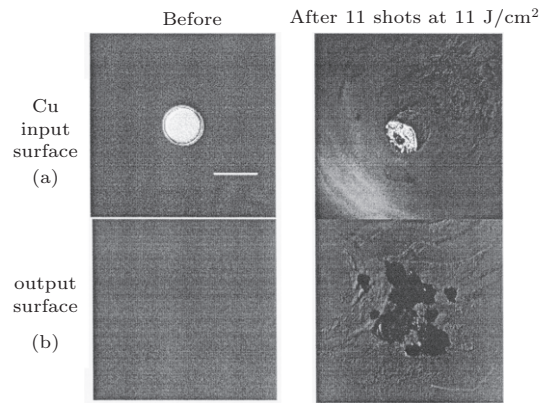 Before
After 11 shots at 11 J/cm²
Cu
input
surface
(a)
output
surface
(b)